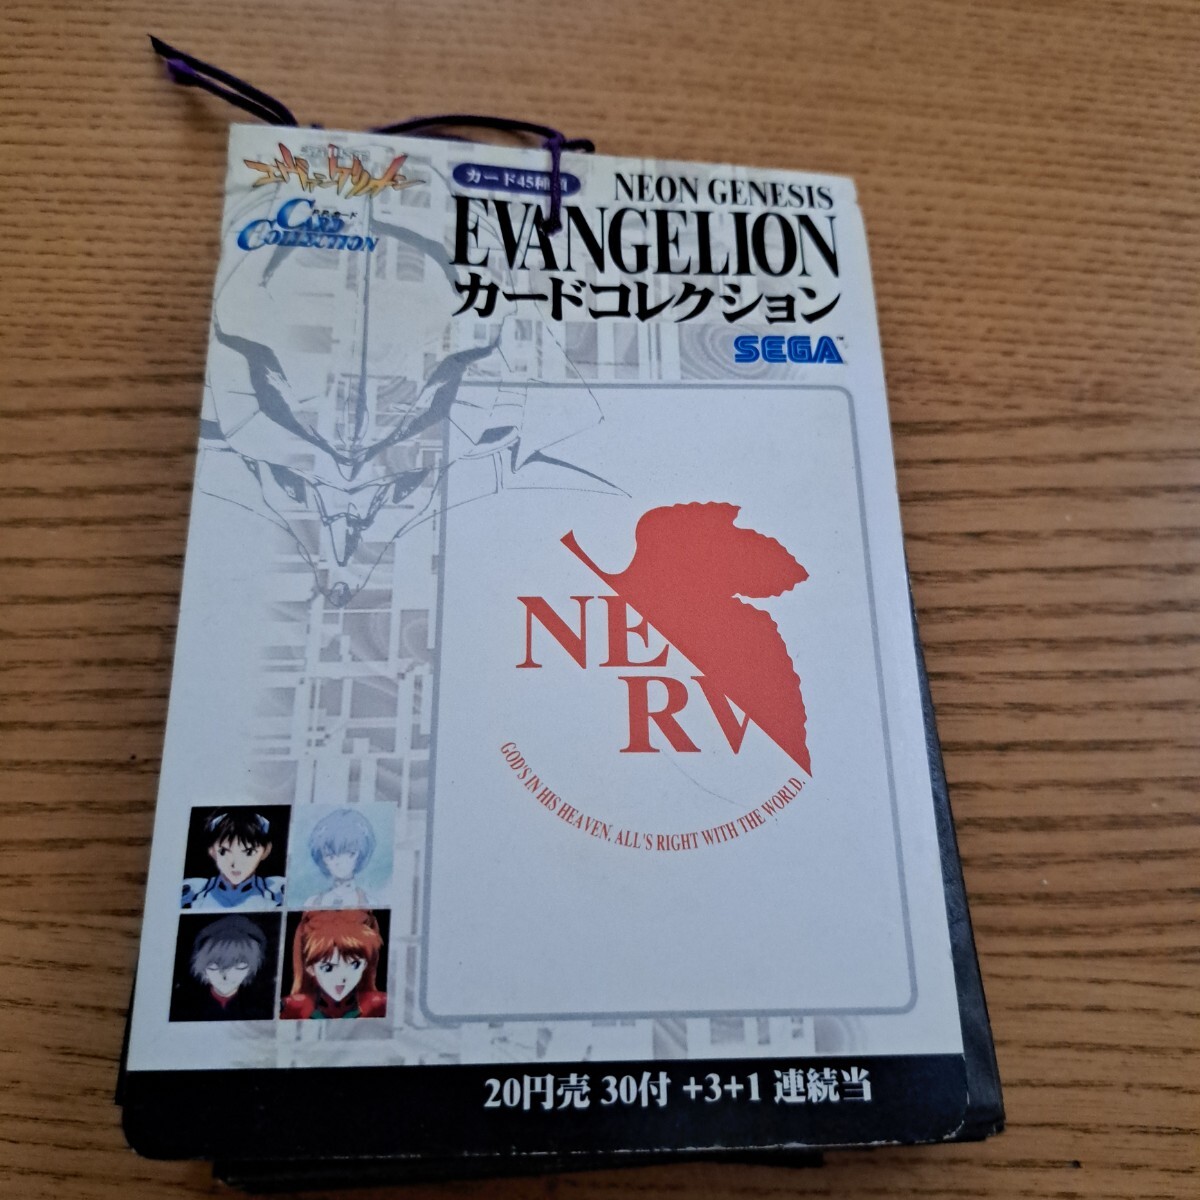 エヴァンゲリオン
CARD
COLLECTION
カード45種
NEON GENESIS
EVANGELION
カードコレクション
SEGA
NERV
GOD'S IN HIS HEAVEN. ALL'S RIGHT WITH THE WORLD.
20円売 30付 +3+1 連続当